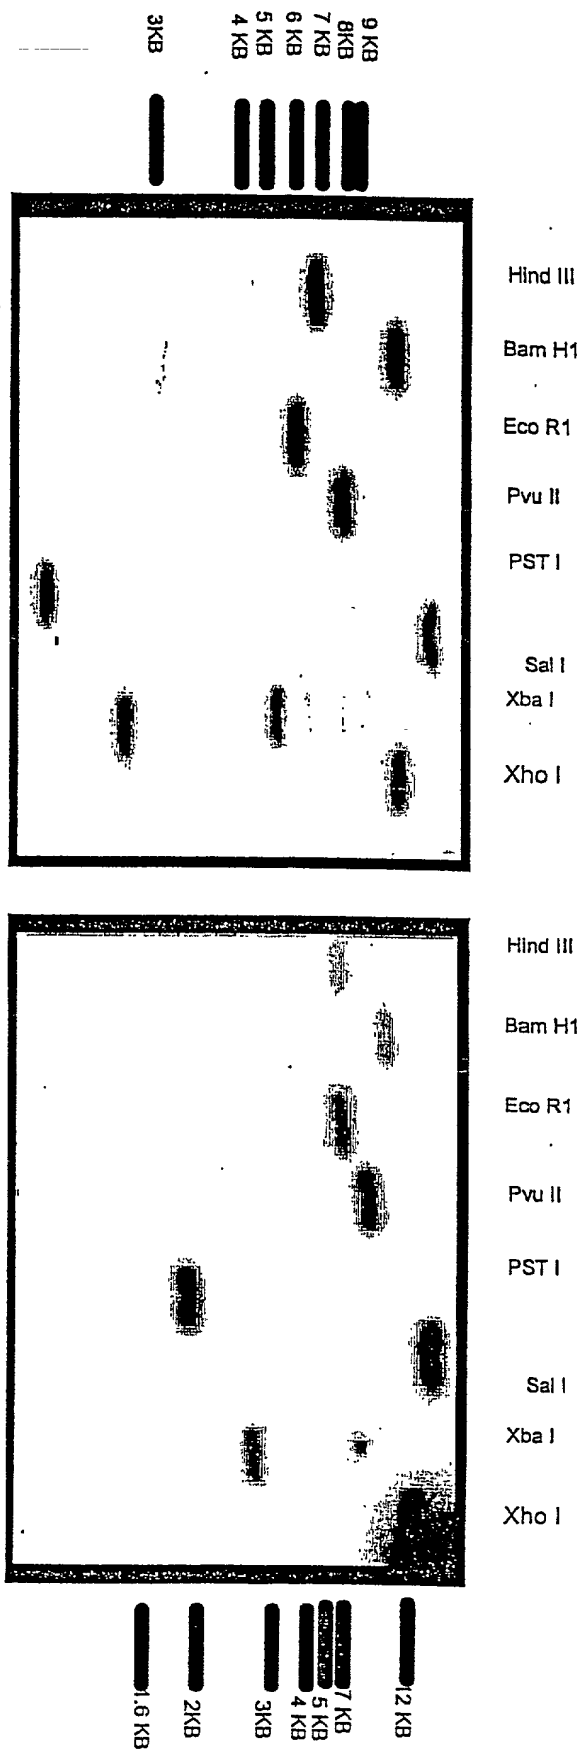 3KB
4 KB
5 KB
6 KB
7 KB
8KB
9 KB
Hind III
Bam H1
Eco R1
Pvu II
PST I
Sal I
Xba I
Xho I
Hind III
Bam H1
Eco R1
Pvu II
PST I
Sal I
Xba I
Xho I
1.6 KB
2KB
3KB
4 KB
5 KB
7 KB
12 KB